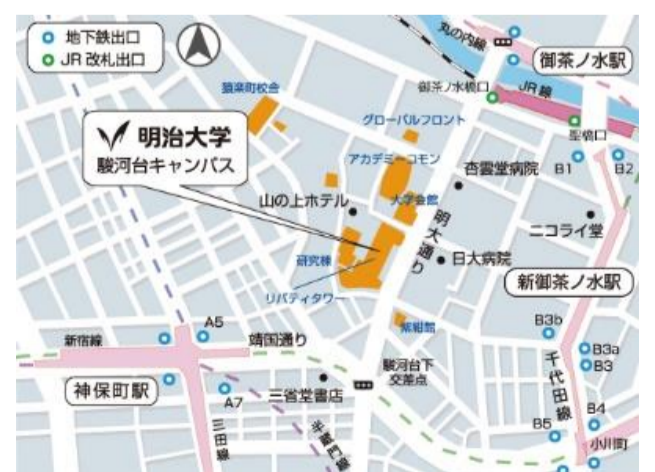 地下鉄出口
JR 改札出口
丸の内線
御茶ノ水駅
御茶ノ水橋口
JR 線
聖橋口
猿楽町校舎
グローバルフロント
明治大学
駿河台キャンパス
アカデミーコモン
杏雲堂病院
B1
B2
山の上ホテル
大学会館
明大通り
ニコライ堂
研究棟
日大病院
新御茶ノ水駅
リバティタワー
紫紺館
B3b
A5
新宿線
靖国通り
B3a
B3
駿河台下
交差点
千代田線
神保町駅
三省堂書店
A7
三田線
半蔵門線
B4
B5
小川町